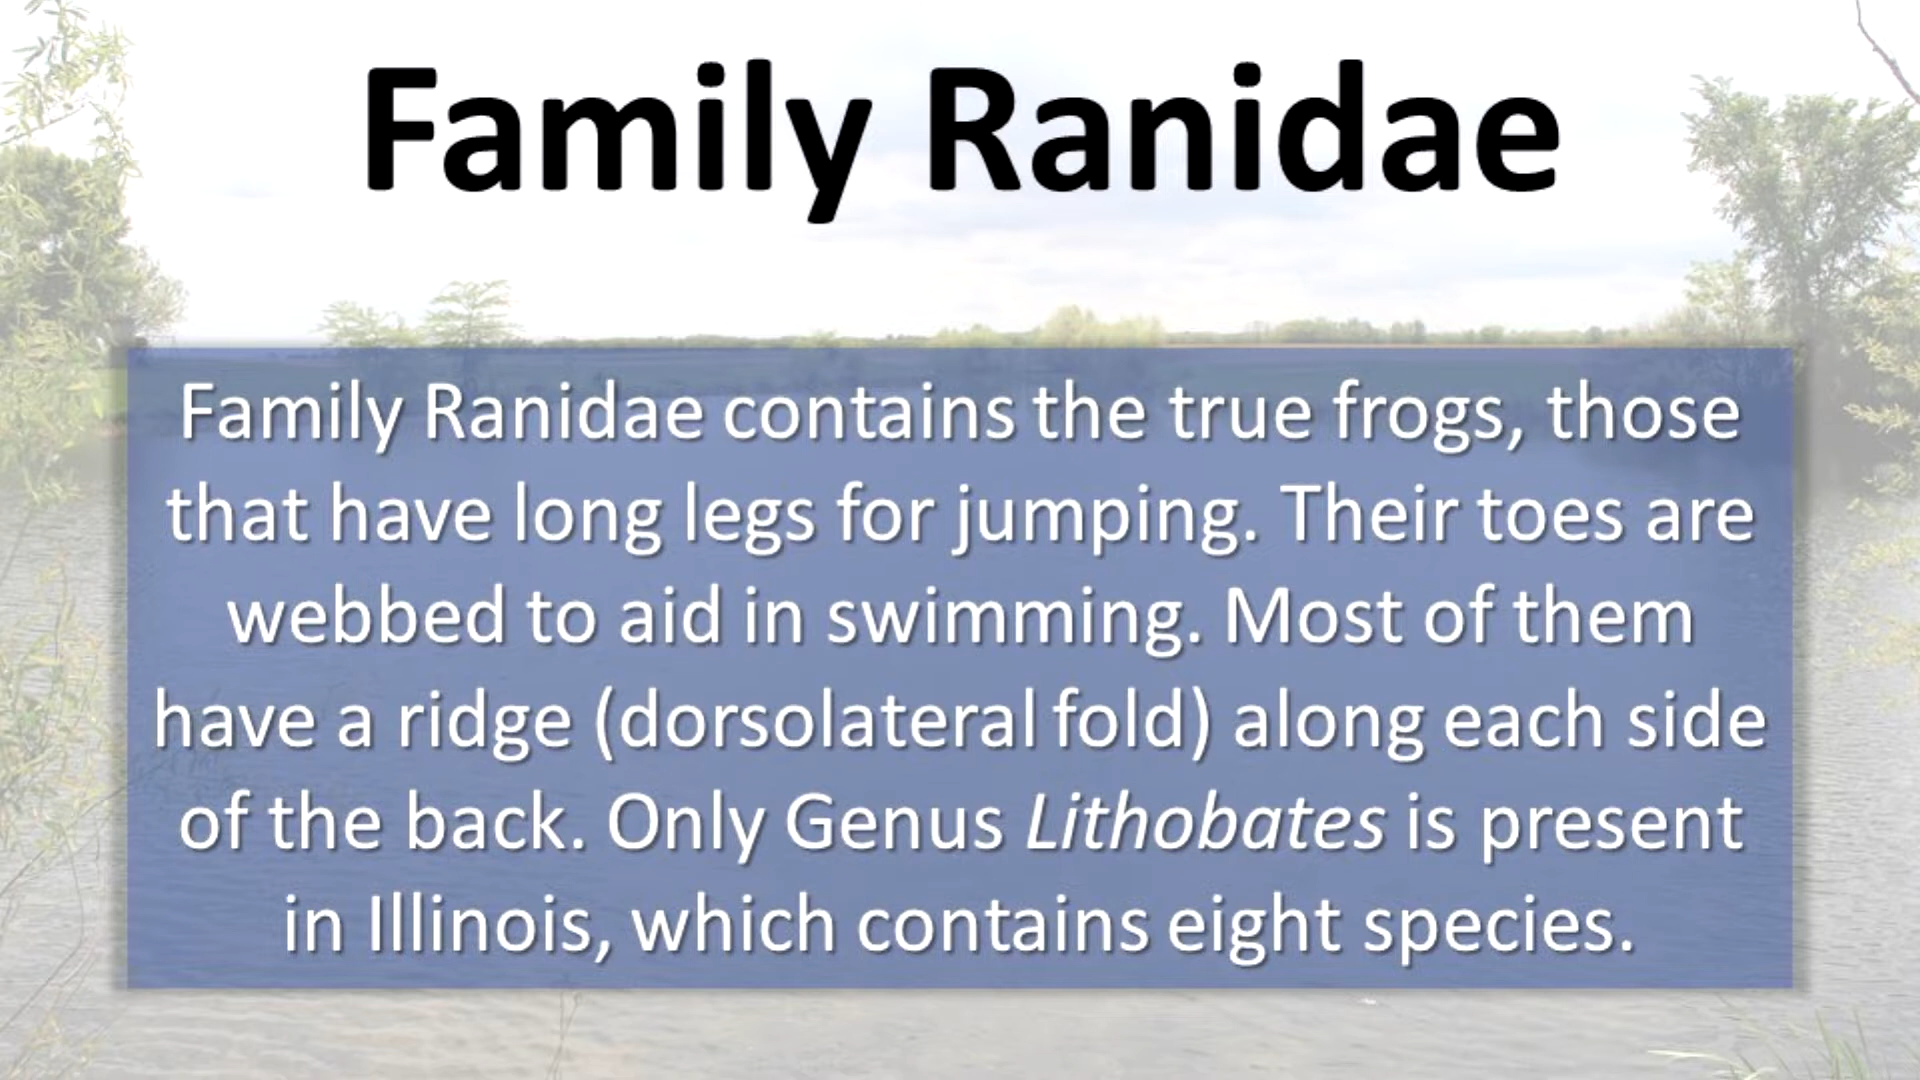 Family Ranidae
Family Ranidae contains the true frogs, those
that have long legs for jumping. Their toes are
webbed to aid in swimming. Most of them
have a ridge (dorsolateral fold) along each side
of the back. Only Genus Lithobates is present
in Illinois, which contains eight species.